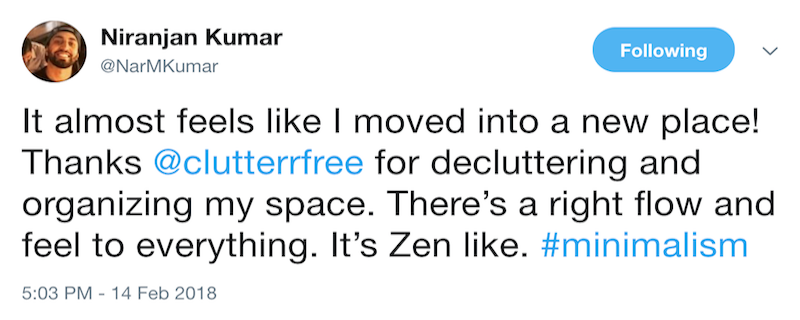 Niranjan Kumar
@NarMKumar
Following
It almost feels like I moved into a new place!
Thanks @clutterrfree for decluttering and
organizing my space. There’s a right flow and
feel to everything. It’s Zen like. #minimalism
5:03 PM - 14 Feb 2018